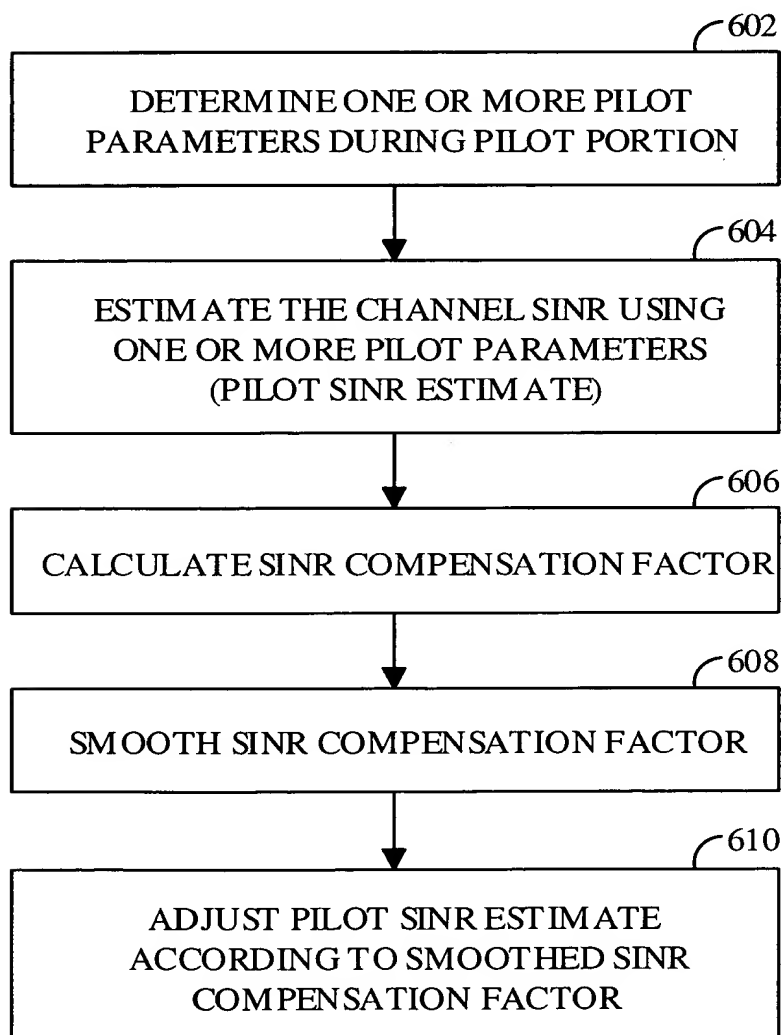 602
DETERMINE ONE OR MORE PILOT
PARAMETERS DURING PILOT PORTION
604
ESTIMATE THE CHANNEL SINR USING
ONE OR MORE PILOT PARAMETERS
(PILOT SINR ESTIMATE)
606
CALCULATE SINR COMPENSATION FACTOR
608
SMOOTH SINR COMPENSATION FACTOR
610
ADJUST PILOT SINR ESTIMATE
ACCORDING TO SMOOTHED SINR
COMPENSATION FACTOR